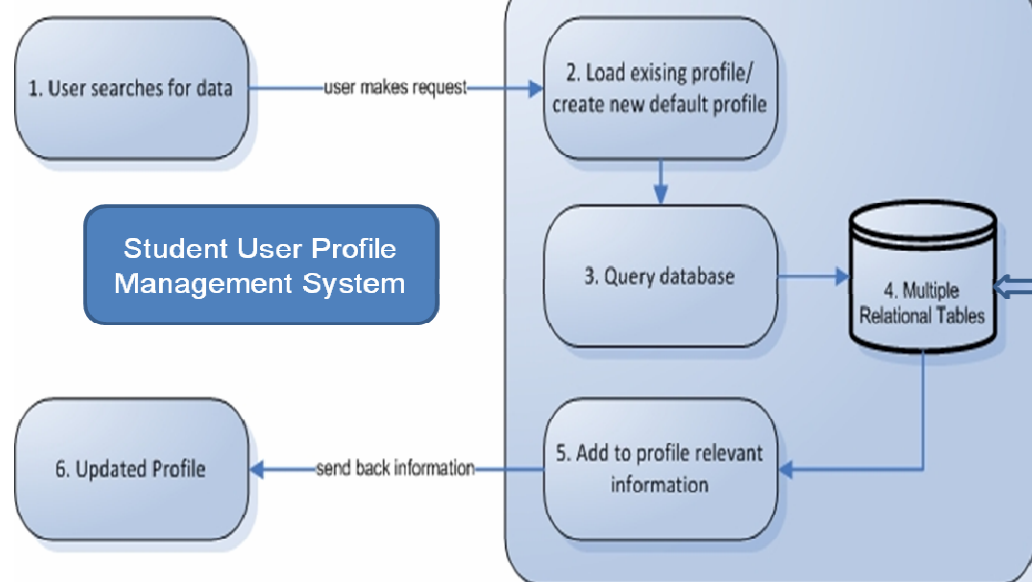 1. User searches for data
user makes request
2. Load exising profile/
create new default profile
Student User Profile
Management System
3. Query database
4. Multiple
Relational Tables
6. Updated Profile
send back information
5. Add to profile relevant
information